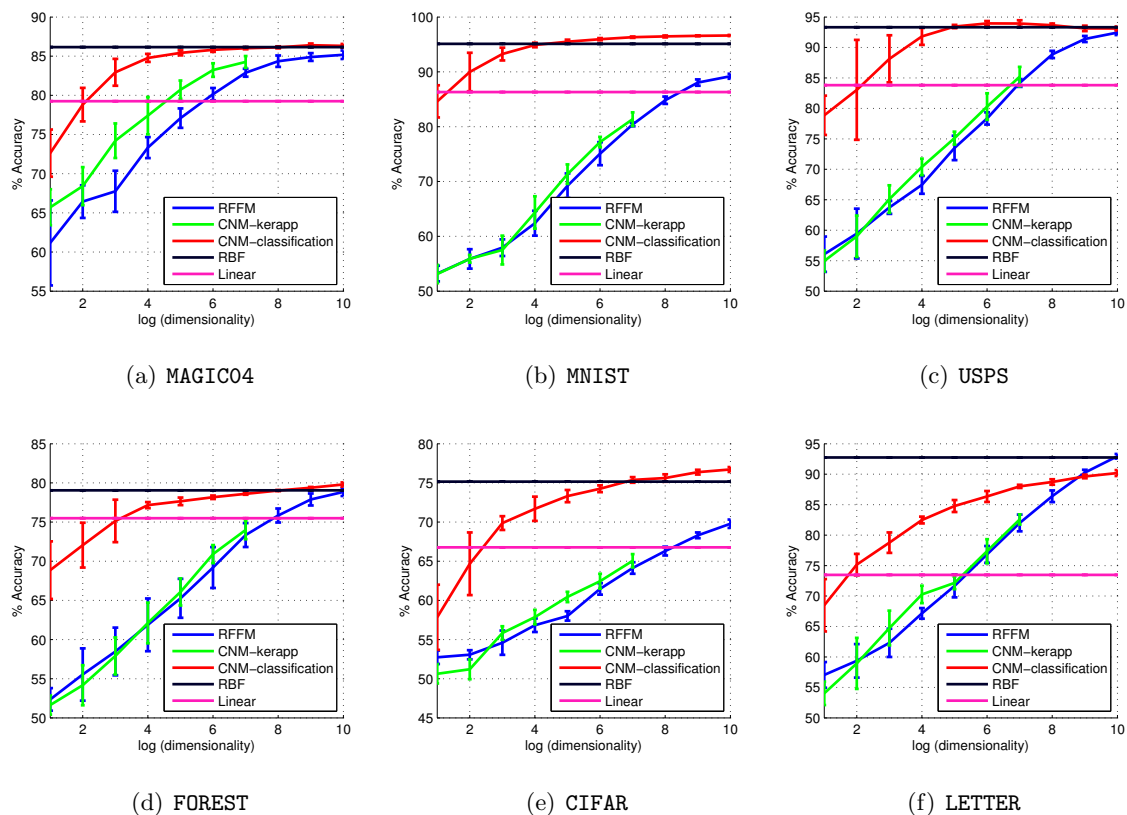 90
85
80
75
70
65
60
55
% Accuracy
2 4 6 8 10
log (dimensionality)
RFFM
CNM−kerapp
CNM−classification
RBF
Linear
(a) MAGIC04
100
90
80
70
60
50
% Accuracy
2 4 6 8 10
log (dimensionality)
RFFM
CNM−kerapp
CNM−classification
RBF
Linear
(b) MNIST
95
90
85
80
75
70
65
60
55
50
% Accuracy
2 4 6 8 10
log (dimensionality)
RFFM
CNM−kerapp
CNM−classification
RBF
Linear
(c) USPS
85
80
75
70
65
60
55
50
% Accuracy
2 4 6 8 10
log (dimensionality)
RFFM
CNM−kerapp
CNM−classification
RBF
Linear
(d) FOREST
80
75
70
65
60
55
50
45
% Accuracy
2 4 6 8 10
log (dimensionality)
RFFM
CNM−kerapp
CNM−classification
RBF
Linear
(e) CIFAR
95
90
85
80
75
70
65
60
55
50
% Accuracy
2 4 6 8 10
log (dimensionality)
RFFM
CNM−kerapp
CNM−classification
RBF
Linear
(f) LETTER